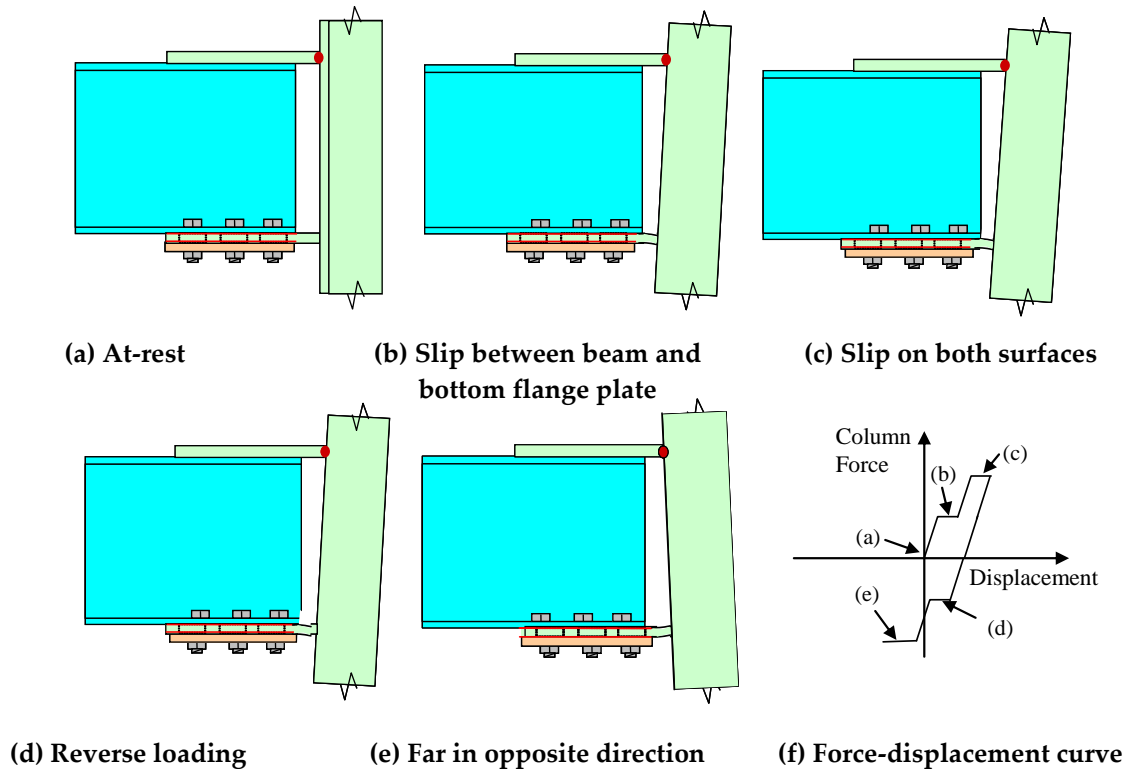 (a) At-rest
(b) Slip between beam and
bottom flange plate
(c) Slip on both surfaces
Column
Force
(c)
(b)
(a)
Displacement
(e)
(d)
(d) Reverse loading
(e) Far in opposite direction
(f) Force-displacement curve